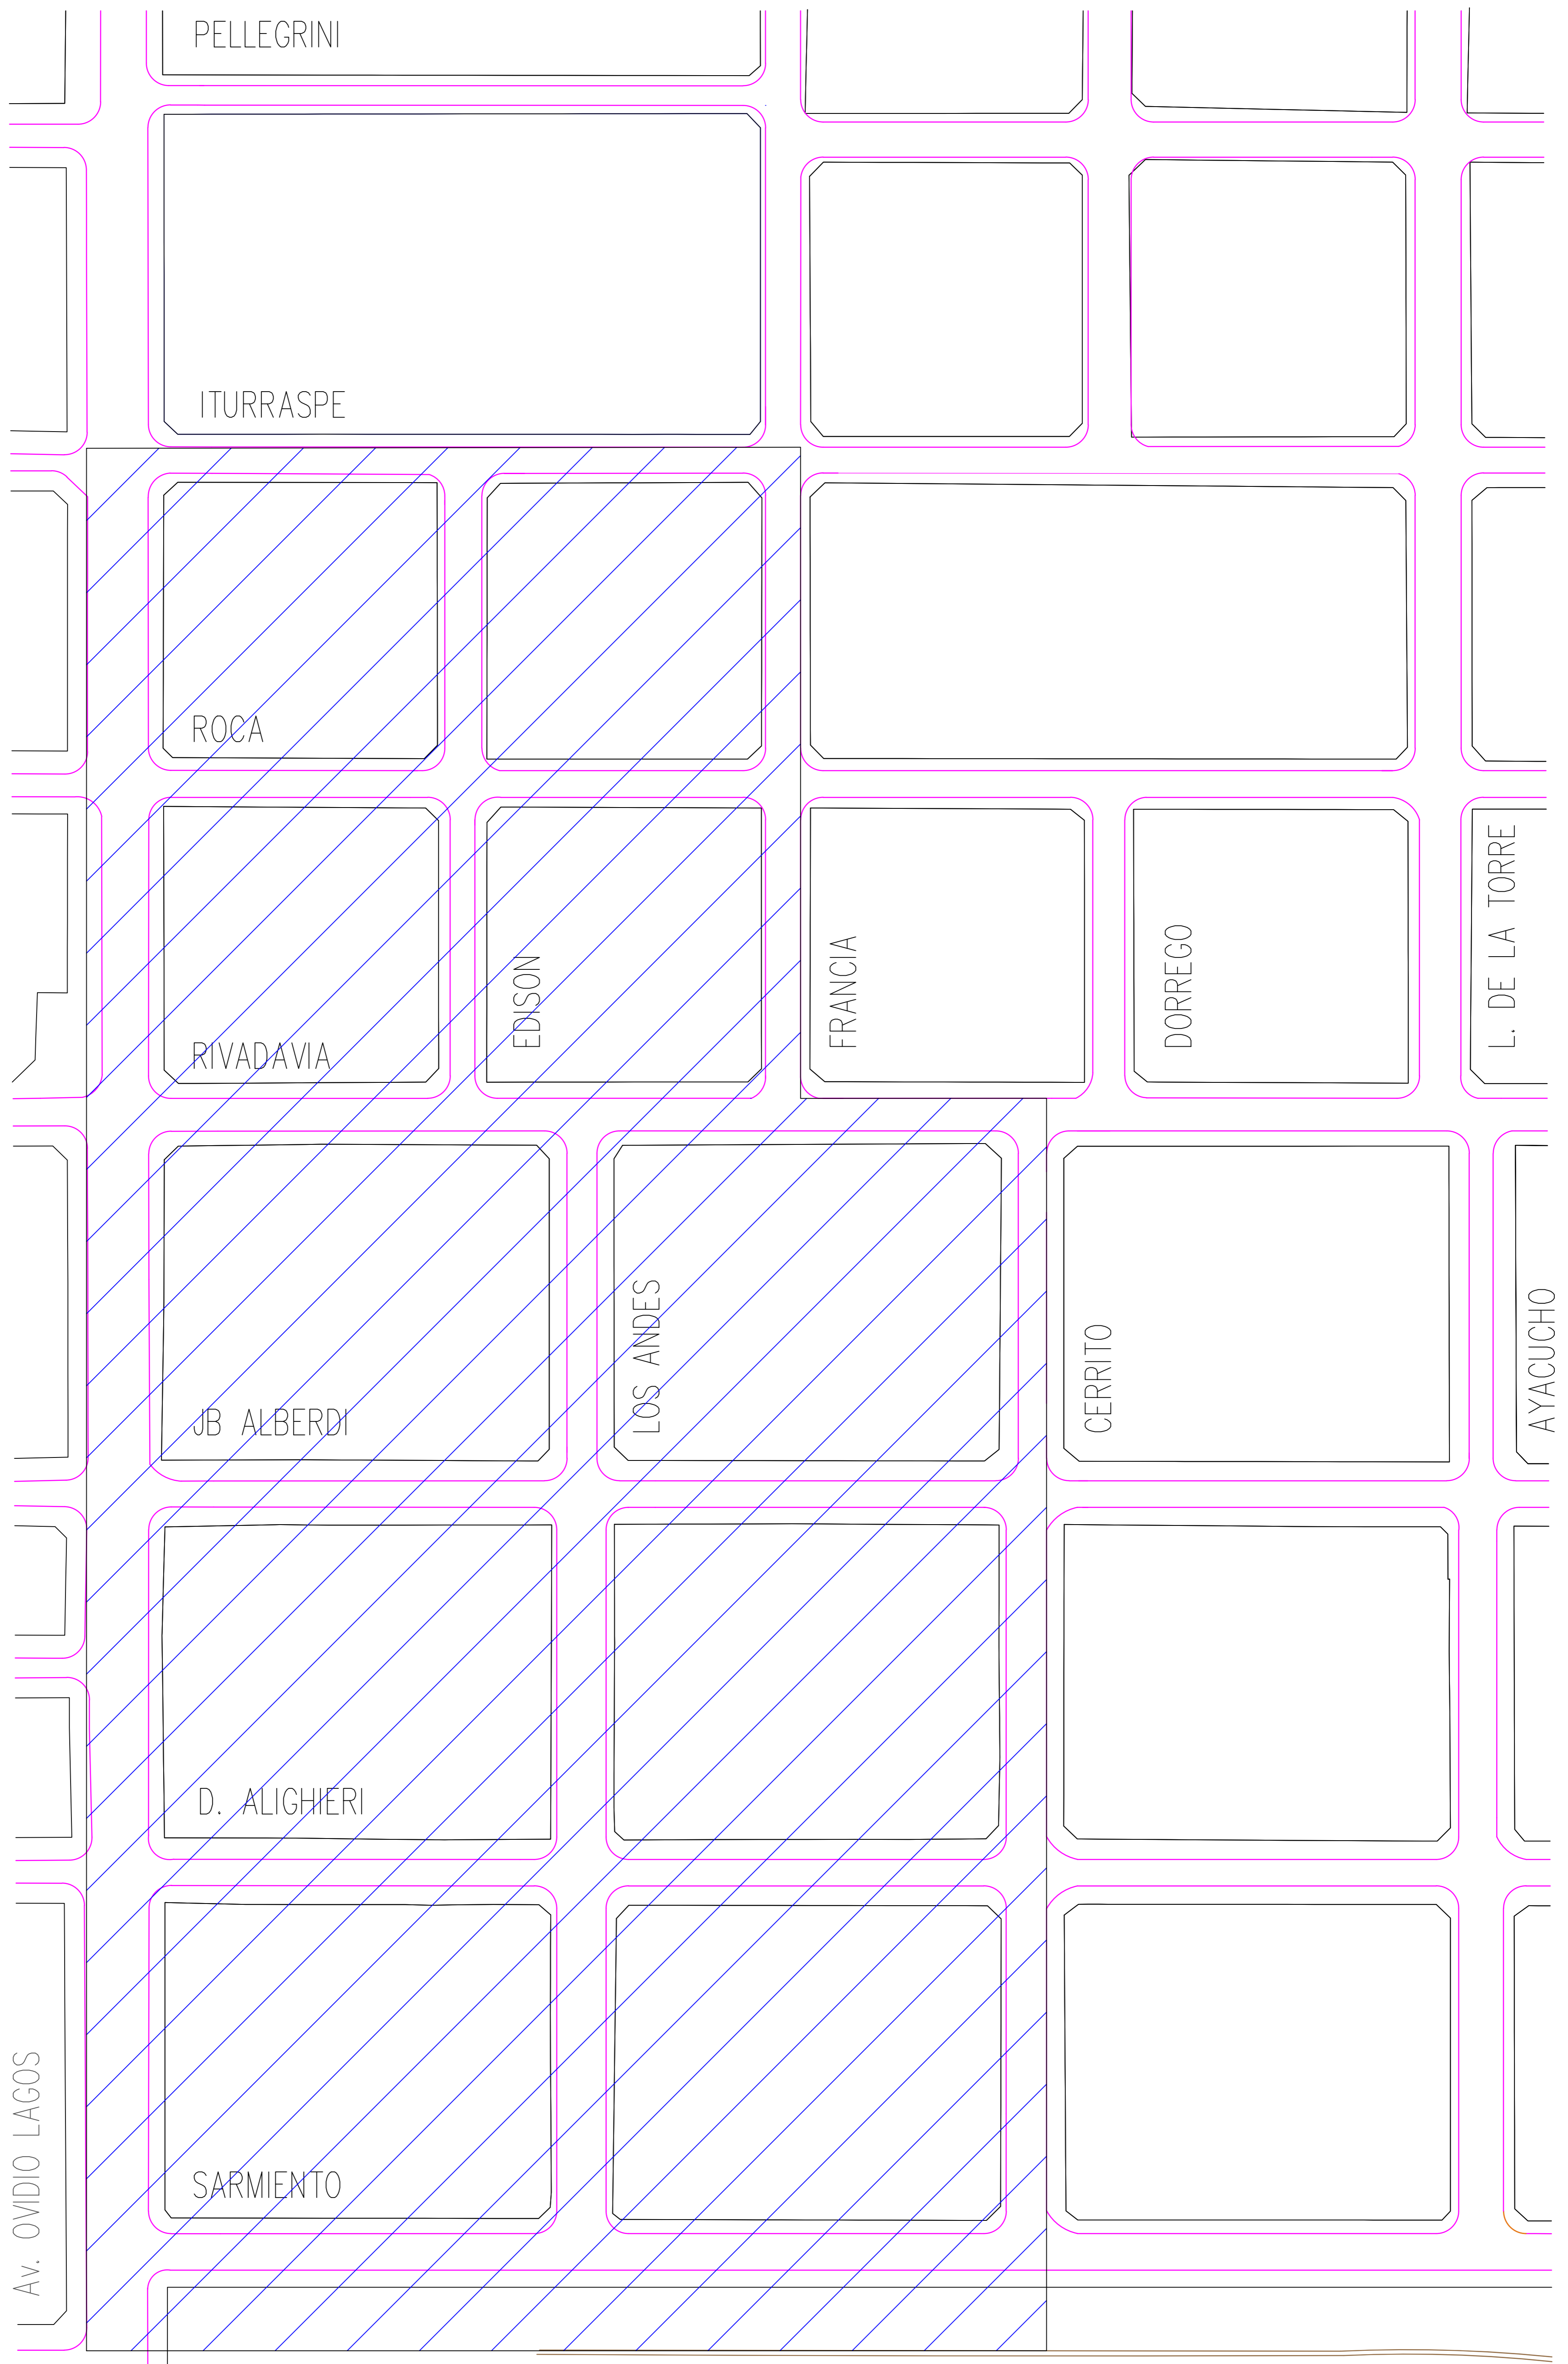 PELLEGRINI
ITURRASPE
ROCA
RIVADAVIA
EDISON
FRANCIA
DORREGO
L. DE LA TORRE
JB ALBERDI
LOS ANDES
CERRITO
AYACUCHO
D. ALIGHIERI
SARMIENTO
Av. OVIDIO LAGOS